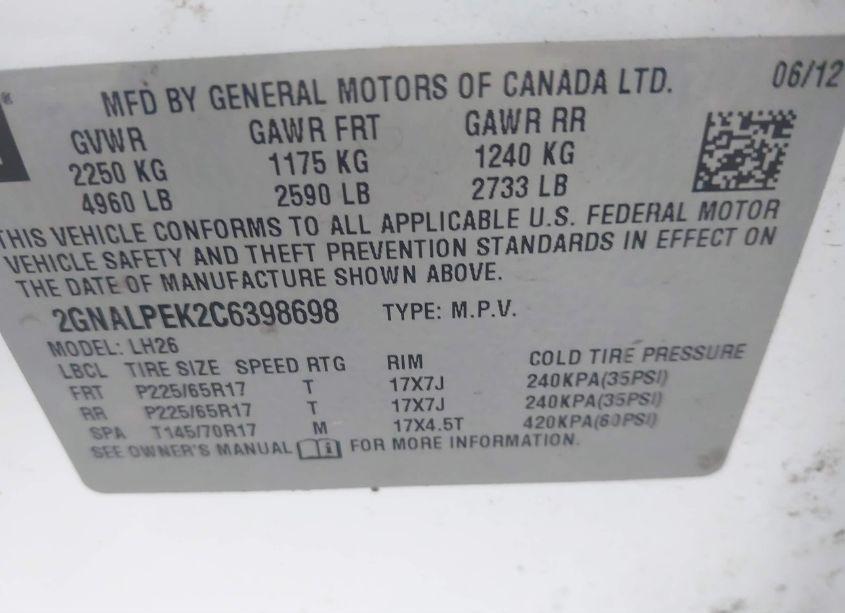 ®
MFD BY GENERAL MOTORS OF CANADA LTD. 06/12
GVWR GAWR FRT GAWR RR
2250 KG 1175 KG 1240 KG
4960 LB 2590 LB 2733 LB
THIS VEHICLE CONFORMS TO ALL APPLICABLE U.S. FEDERAL MOTOR
VEHICLE SAFETY AND THEFT PREVENTION STANDARDS IN EFFECT ON
THE DATE OF MANUFACTURE SHOWN ABOVE.
2GNALPEK2C6398698 TYPE: M.P.V.
MODEL: LH26
LBCL TIRE SIZE SPEED RTG RIM COLD TIRE PRESSURE
FRT P225/65R17 T 17X7J 240KPA(35PSI)
RR P225/65R17 T 17X7J 240KPA(35PSI)
SPA T145/70R17 M 17X4.5T 420KPA(60PSI)
SEE OWNER'S MANUAL FOR MORE INFORMATION.